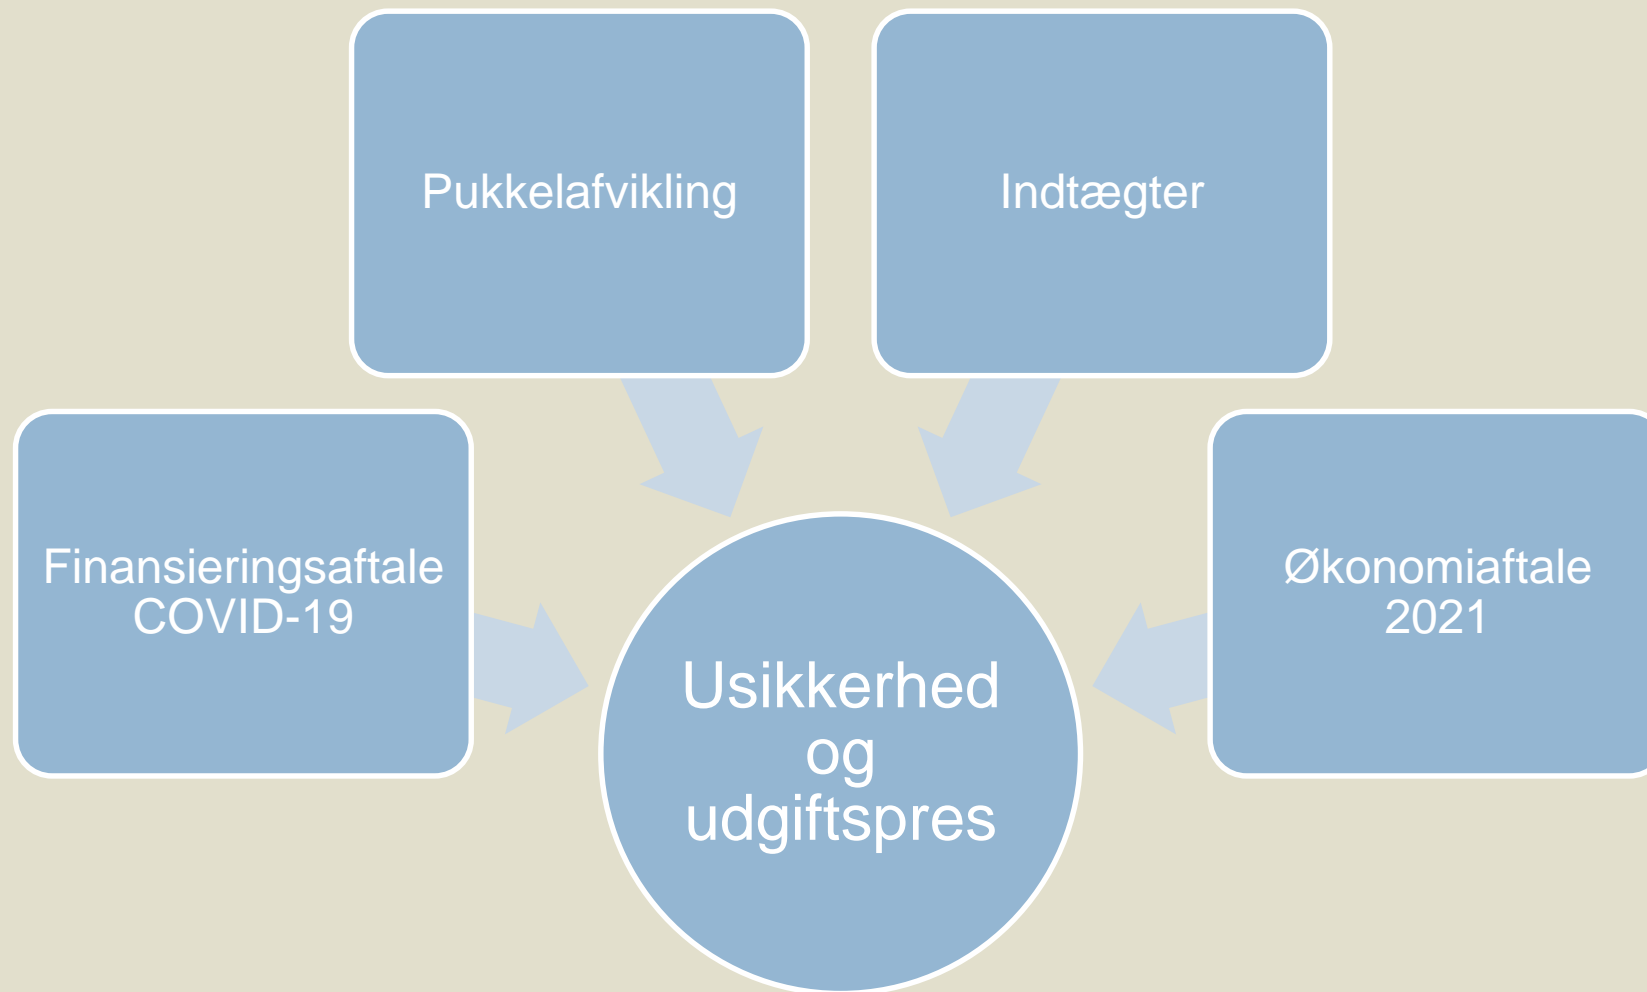 Pukkelafvikling
Indtægter
Finansieringsaftale
COVID-19
Økonomiaftale
2021
Usikkerhed
og
udgiftspres